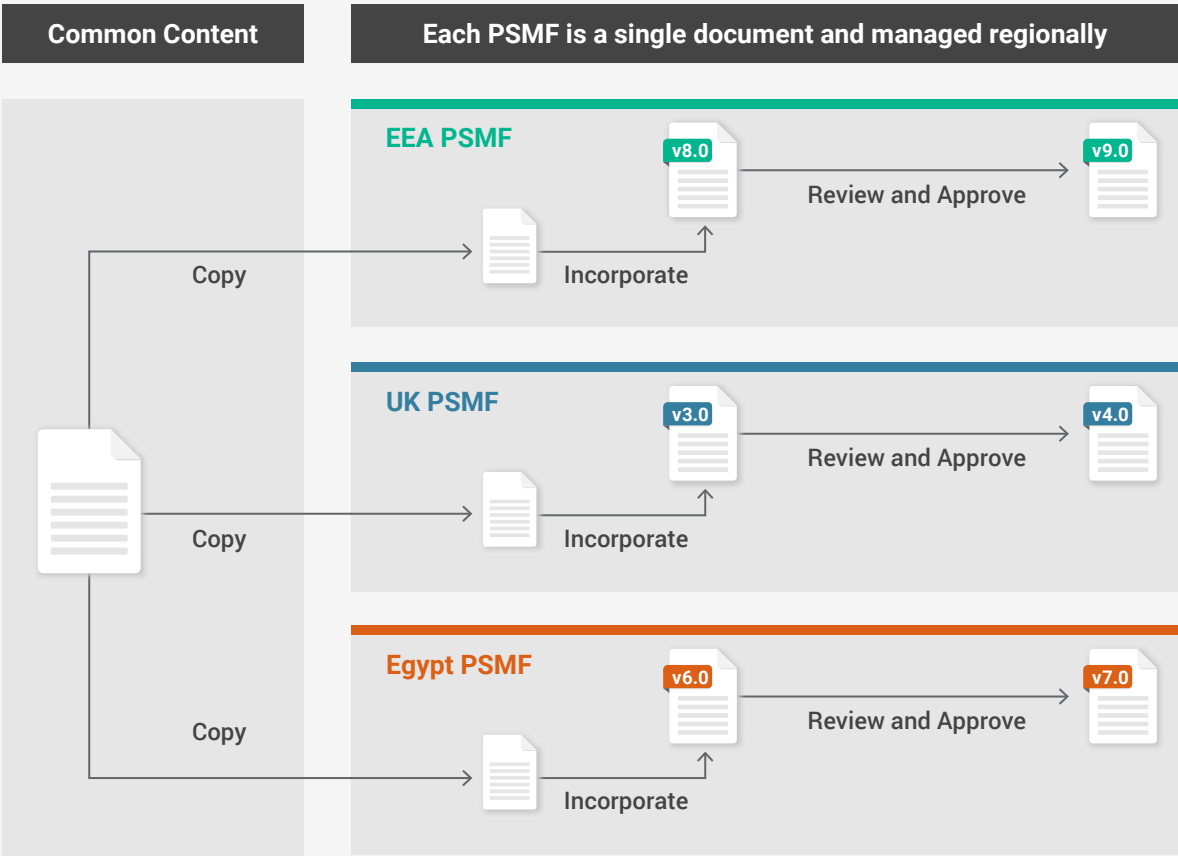 Common Content
Each PSMF is a single document and managed regionally
EEA PSMF
v8.0
v9.0
Review and Approve
Copy
Incorporate
UK PSMF
v3.0
v4.0
Review and Approve
Copy
Incorporate
Egypt PSMF
v6.0
v7.0
Review and Approve
Copy
Incorporate